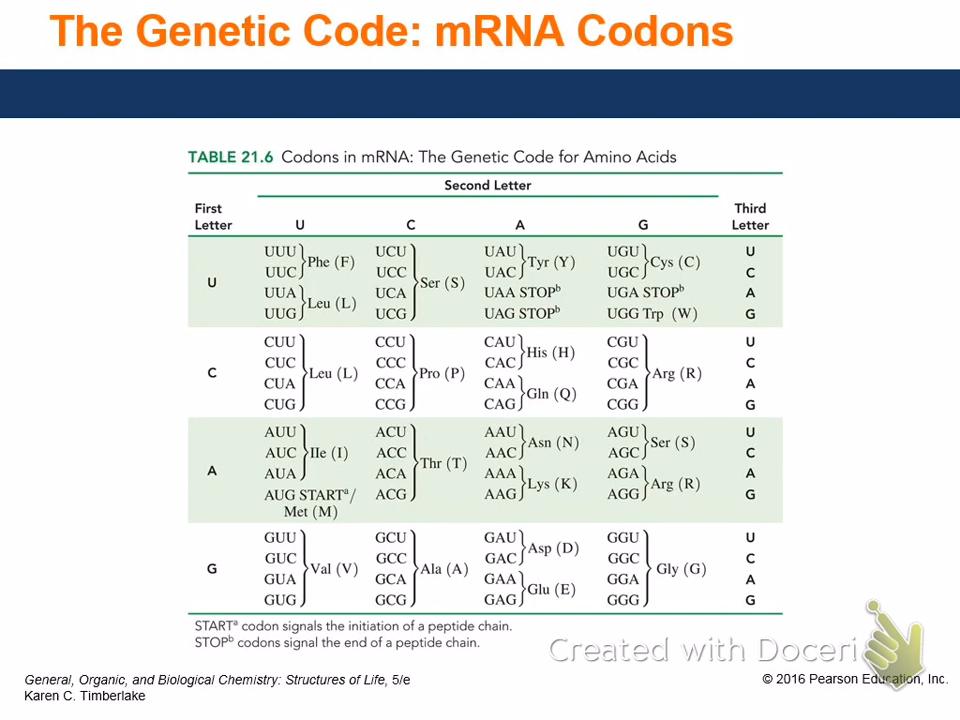 The Genetic Code: mRNA Codons
TABLE 21.6 Codons in mRNA: The Genetic Code for Amino Acids
Second Letter
First Letter U C A G Third Letter
UUU UCU UAU UGU U
Phe (F) Tyr (Y) Cys (C)
UUC UCC UAC UGC C
U Ser (S)
UUA UCA UAA STOPb UGA STOPb A
Leu (L)
UUG UCG UAG STOPb UGG Trp (W) G
CUU CCU CAU CGU U
His (H)
CUC CCC CAC CGC C
C Leu (L) Pro (P) Arg (R)
CUA CCA CAA CGA A
Gln (Q)
CUG CCG CAG CGG G
AUU ACU AAU AGU U
Asn (N) Ser (S)
AUC Ile (I) ACC AAC AGC C
A Thr (T)
AUA ACA AAA AGA A
Lys (K) Arg (R)
AUG STARTa/ ACG AAG AGG G
Met (M)
GUU GCU GAU GGU U
Asp (D)
GUC GCC GAC GGC C
G Val (V) Ala (A) Gly (G)
GUA GCA GAA GGA A
Glu (E)
GUG GCG GAG GGG G
STARTa codon signals the initiation of a peptide chain.
STOPb codons signal the end of a peptide chain.
Created with Doceri
General, Organic, and Biological Chemistry: Structures of Life, 5/e
Karen C. Timberlake
© 2016 Pearson Education, Inc.